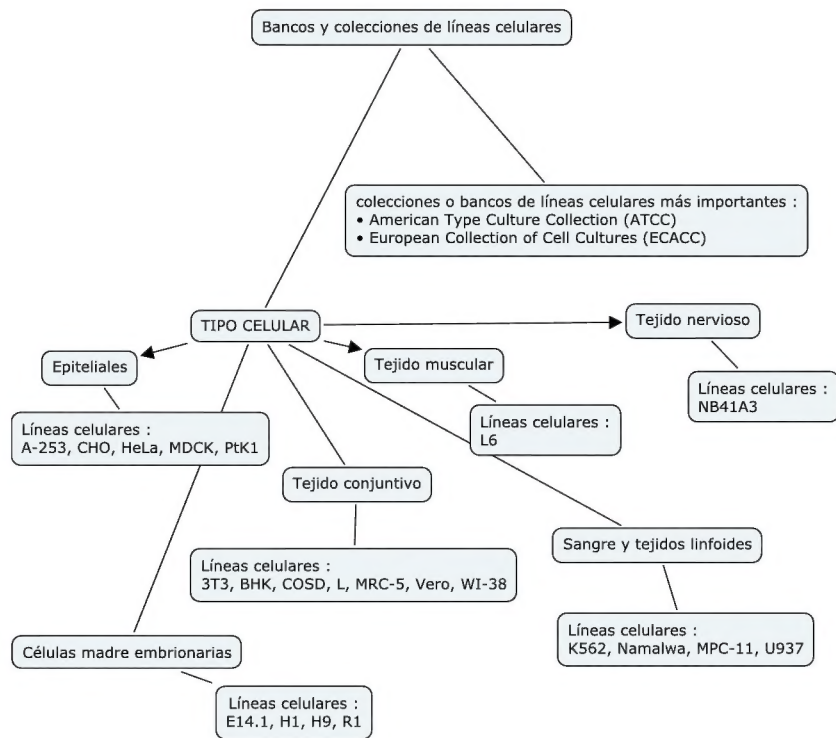 Bancos y colecciones de líneas celulares
colecciones o bancos de líneas celulares más importantes :
• American Type Culture Collection (ATCC)
• European Collection of Cell Cultures (ECACC)
TIPO CELULAR
Tejido nervioso
Líneas celulares :
NB41A3
Epiteliales
Líneas celulares :
A-253, CHO, HeLa, MDCK, PtK1
Tejido muscular
Líneas celulares :
L6
Tejido conjuntivo
Líneas celulares :
3T3, BHK, COSD, L, MRC-5, Vero, WI-38
Sangre y tejidos linfoides
Líneas celulares :
K562, Namalwa, MPC-11, U937
Células madre embrionarias
Líneas celulares :
E14.1, H1, H9, R1